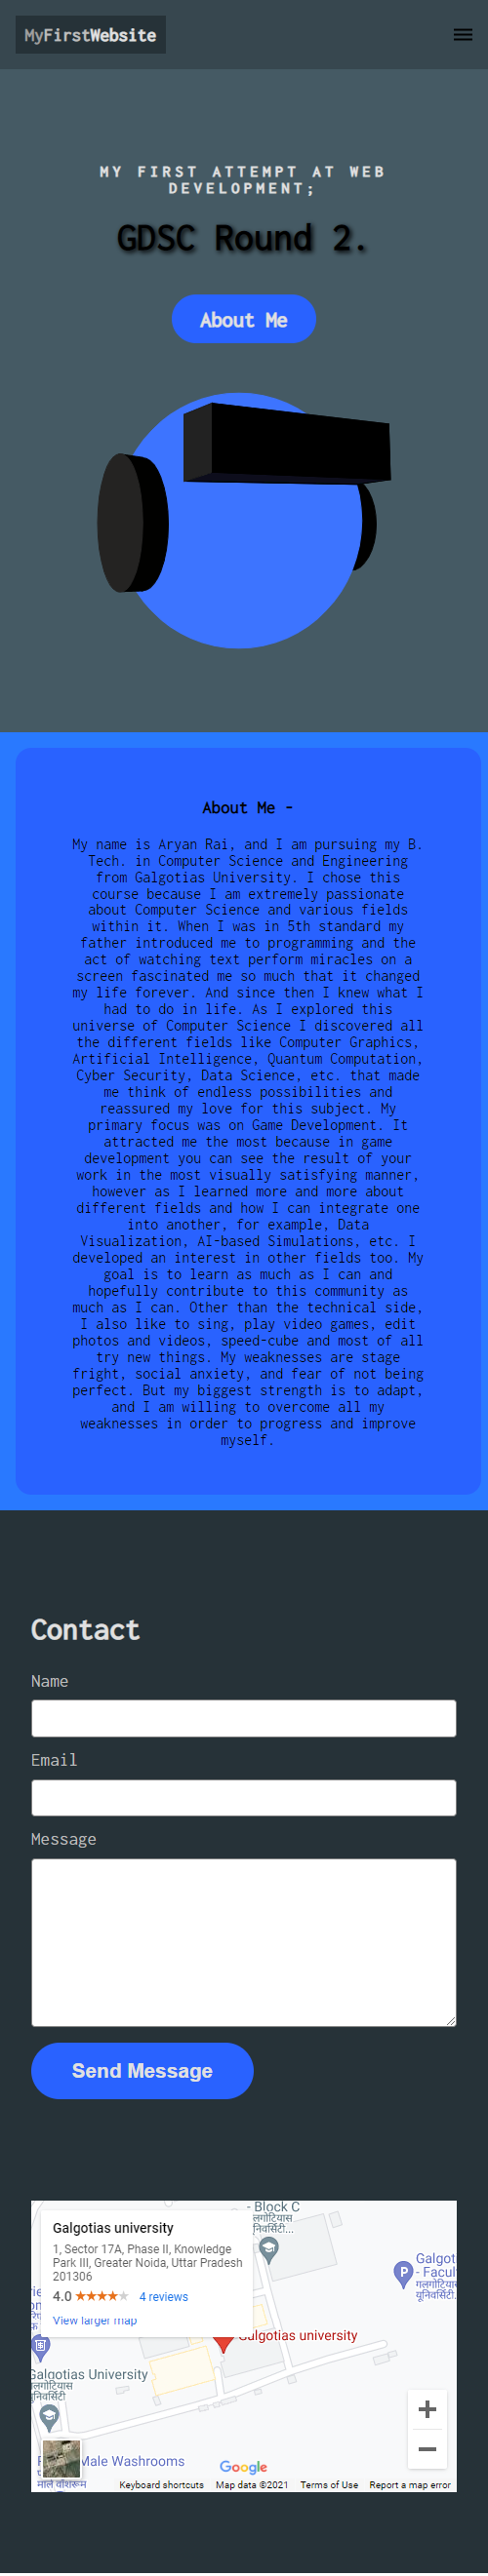 MyFirstWebsite
MY FIRST ATTEMPT AT WEB
DEVELOPMENT;
GDSC Round 2.
About Me
About Me -
My name is Aryan Rai, and I am pursuing my B.
Tech. in Computer Science and Engineering
from Galgotias University. I chose this
course because I am extremely passionate
about Computer Science and various fields
within it. When I was in 5th standard my
father introduced me to programming and the
act of watching text perform miracles on a
screen fascinated me so much that it changed
my life forever. And since then I knew what I
had to do in life. As I explored this
universe of Computer Science I discovered all
the different fields like Computer Graphics,
Artificial Intelligence, Quantum Computation,
Cyber Security, Data Science, etc. that made
me think of endless possibilities and
reassured my love for this subject. My
primary focus was on Game Development. It
attracted me the most because in game
development you can see the result of your
work in the most visually satisfying manner,
however as I learned more and more about
different fields and how I can integrate one
into another, for example, Data
Visualization, AI-based Simulations, etc. I
developed an interest in other fields too. My
goal is to learn as much as I can and
hopefully contribute to this community as
much as I can. Other than the technical side,
I also like to sing, play video games, edit
photos and videos, speed-cube and most of all
try new things. My weaknesses are stage
fright, social anxiety, and fear of not being
perfect. But my biggest strength is to adapt,
and I am willing to overcome all my
weaknesses in order to progress and improve
myself.
Contact
Name
Email
Message
Send Message
- Block C
Galgotias university
1, Sector 17A, Phase II, Knowledge
Park III, Greater Noida, Uttar Pradesh
201306
4.0 4 reviews
View larger map
P
- Facul
Galgotias university
Galgotias University
Male Washrooms
Google
Keyboard shortcuts Map data ©2021 Terms of Use Report a map error